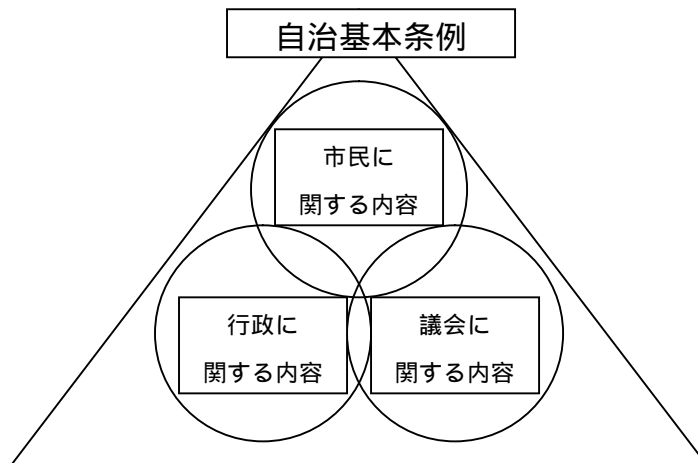 自治基本条例
市民に
関する内容
行政に
関する内容
議会に
関する内容